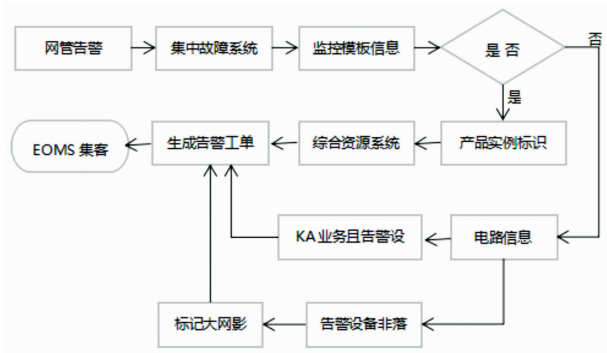 网管告警
集中故障系统
监控模板信息
是 否
否
是
EOMS 集客
生成告警工单
综合资源系统
产品实例标识
KA业务且告警设
电路信息
标记大网影
告警设备非落